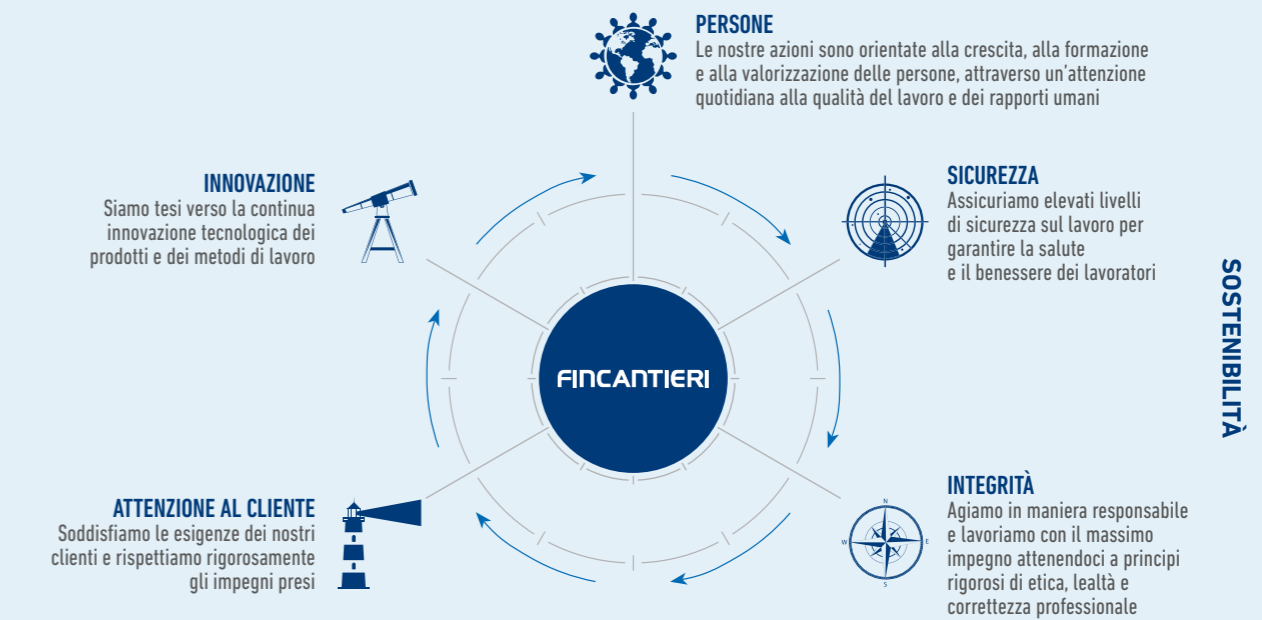 PERSONE
Le nostre azioni sono orientate alla crescita, alla formazione
e alla valorizzazione delle persone, attraverso un'attenzione
quotidiana alla qualità del lavoro e dei rapporti umani
INNOVAZIONE
Siamo tesi verso la continua
innovazione tecnologica dei
prodotti e dei metodi di lavoro
SICUREZZA
Assicuriamo elevati livelli
di sicurezza sul lavoro per
garantire la salute
e il benessere dei lavoratori
SOSTENIBILITÀ
FINCANTIERI
ATTENZIONE AL CLIENTE
Soddisfiamo le esigenze dei nostri
clienti e rispettiamo rigorosamente
gli impegni presi
N
W
E
S
INTEGRITÀ
Agiamo in maniera responsabile
e lavoriamo con il massimo
impegno attenendoci a principi
rigorosi di etica, lealtà e
correttezza professionale